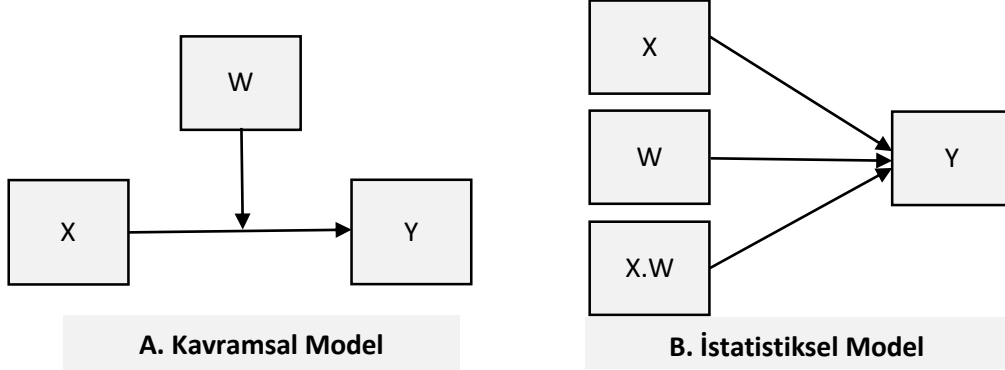 W
X
Y
A. Kavramsal Model
X
W
X.W
Y
B. İstatistiksel Model